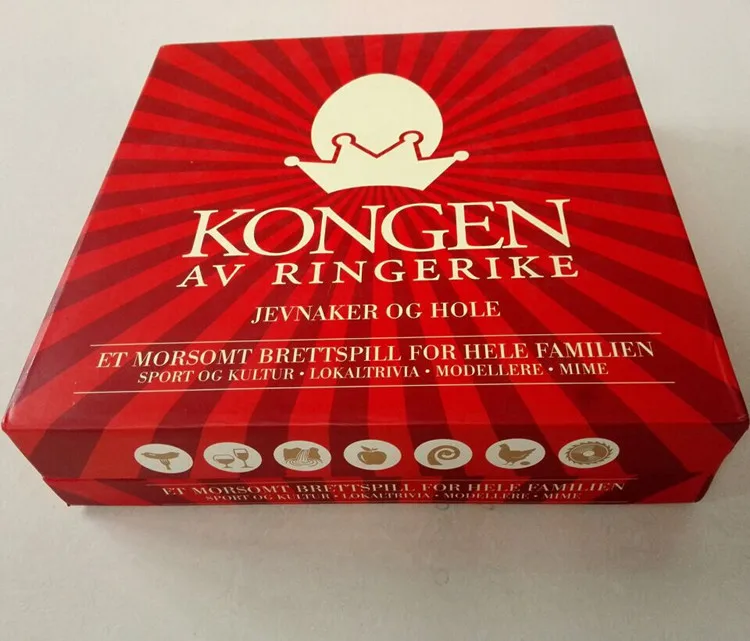 KONGEN
AV RINGERIKE
JEVNAKER OG HOLE
ET MORSOMT BRETTSPILL FOR HELE FAMILIEN
SPORT OG KULTUR • LOKALTRIVIA • MODELLERE • MIME
ET MORSOMT BRETTSPILL FOR HELE FAMILIEN
SPORT OG KULTUR • LOKALTRIVIA • MODELLERE • MIME